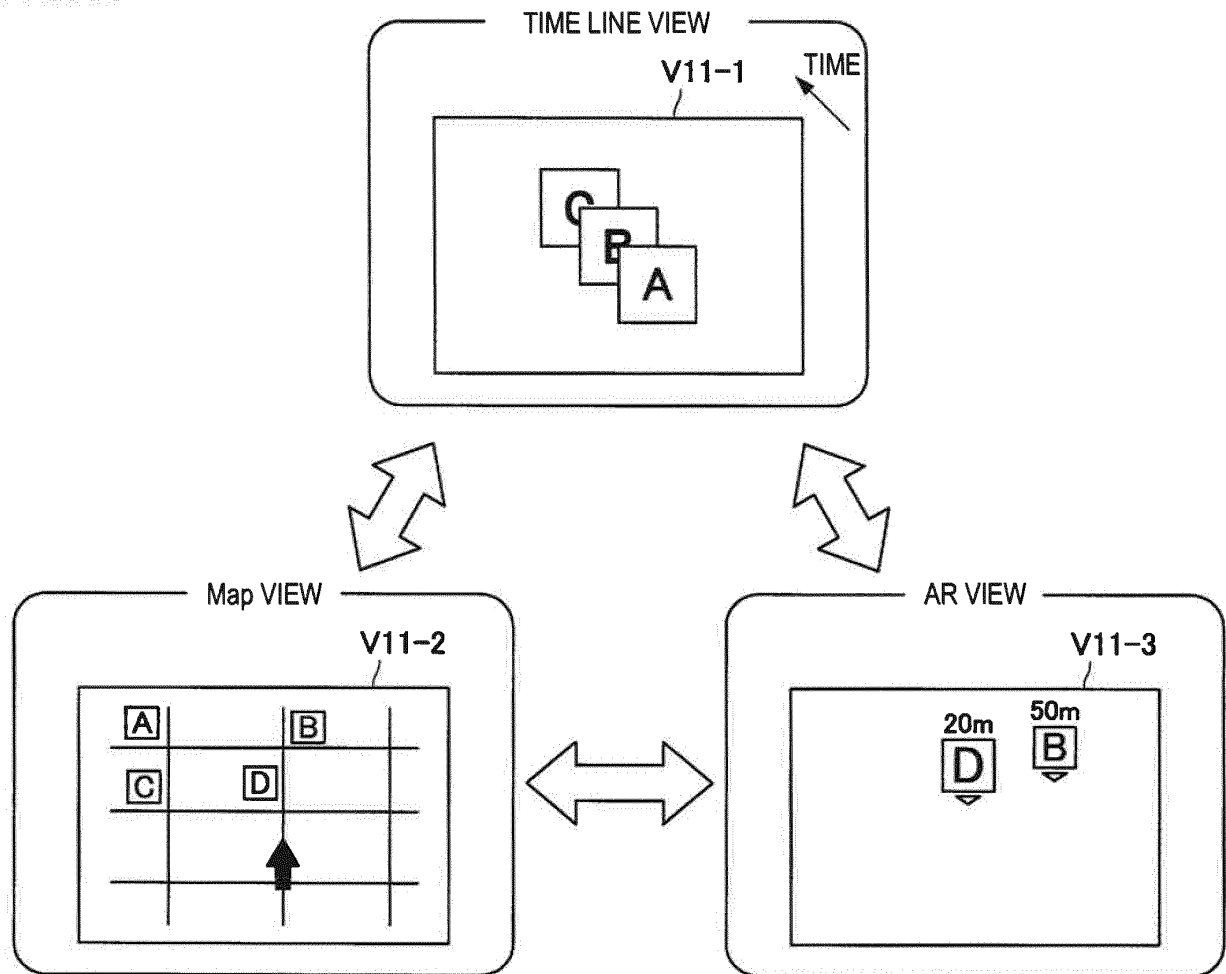 TIME LINE VIEW
V11-1
TIME
C
B
A
Map VIEW
V11-2
A
B
C
D
AR VIEW
V11-3
20m
50m
D
B